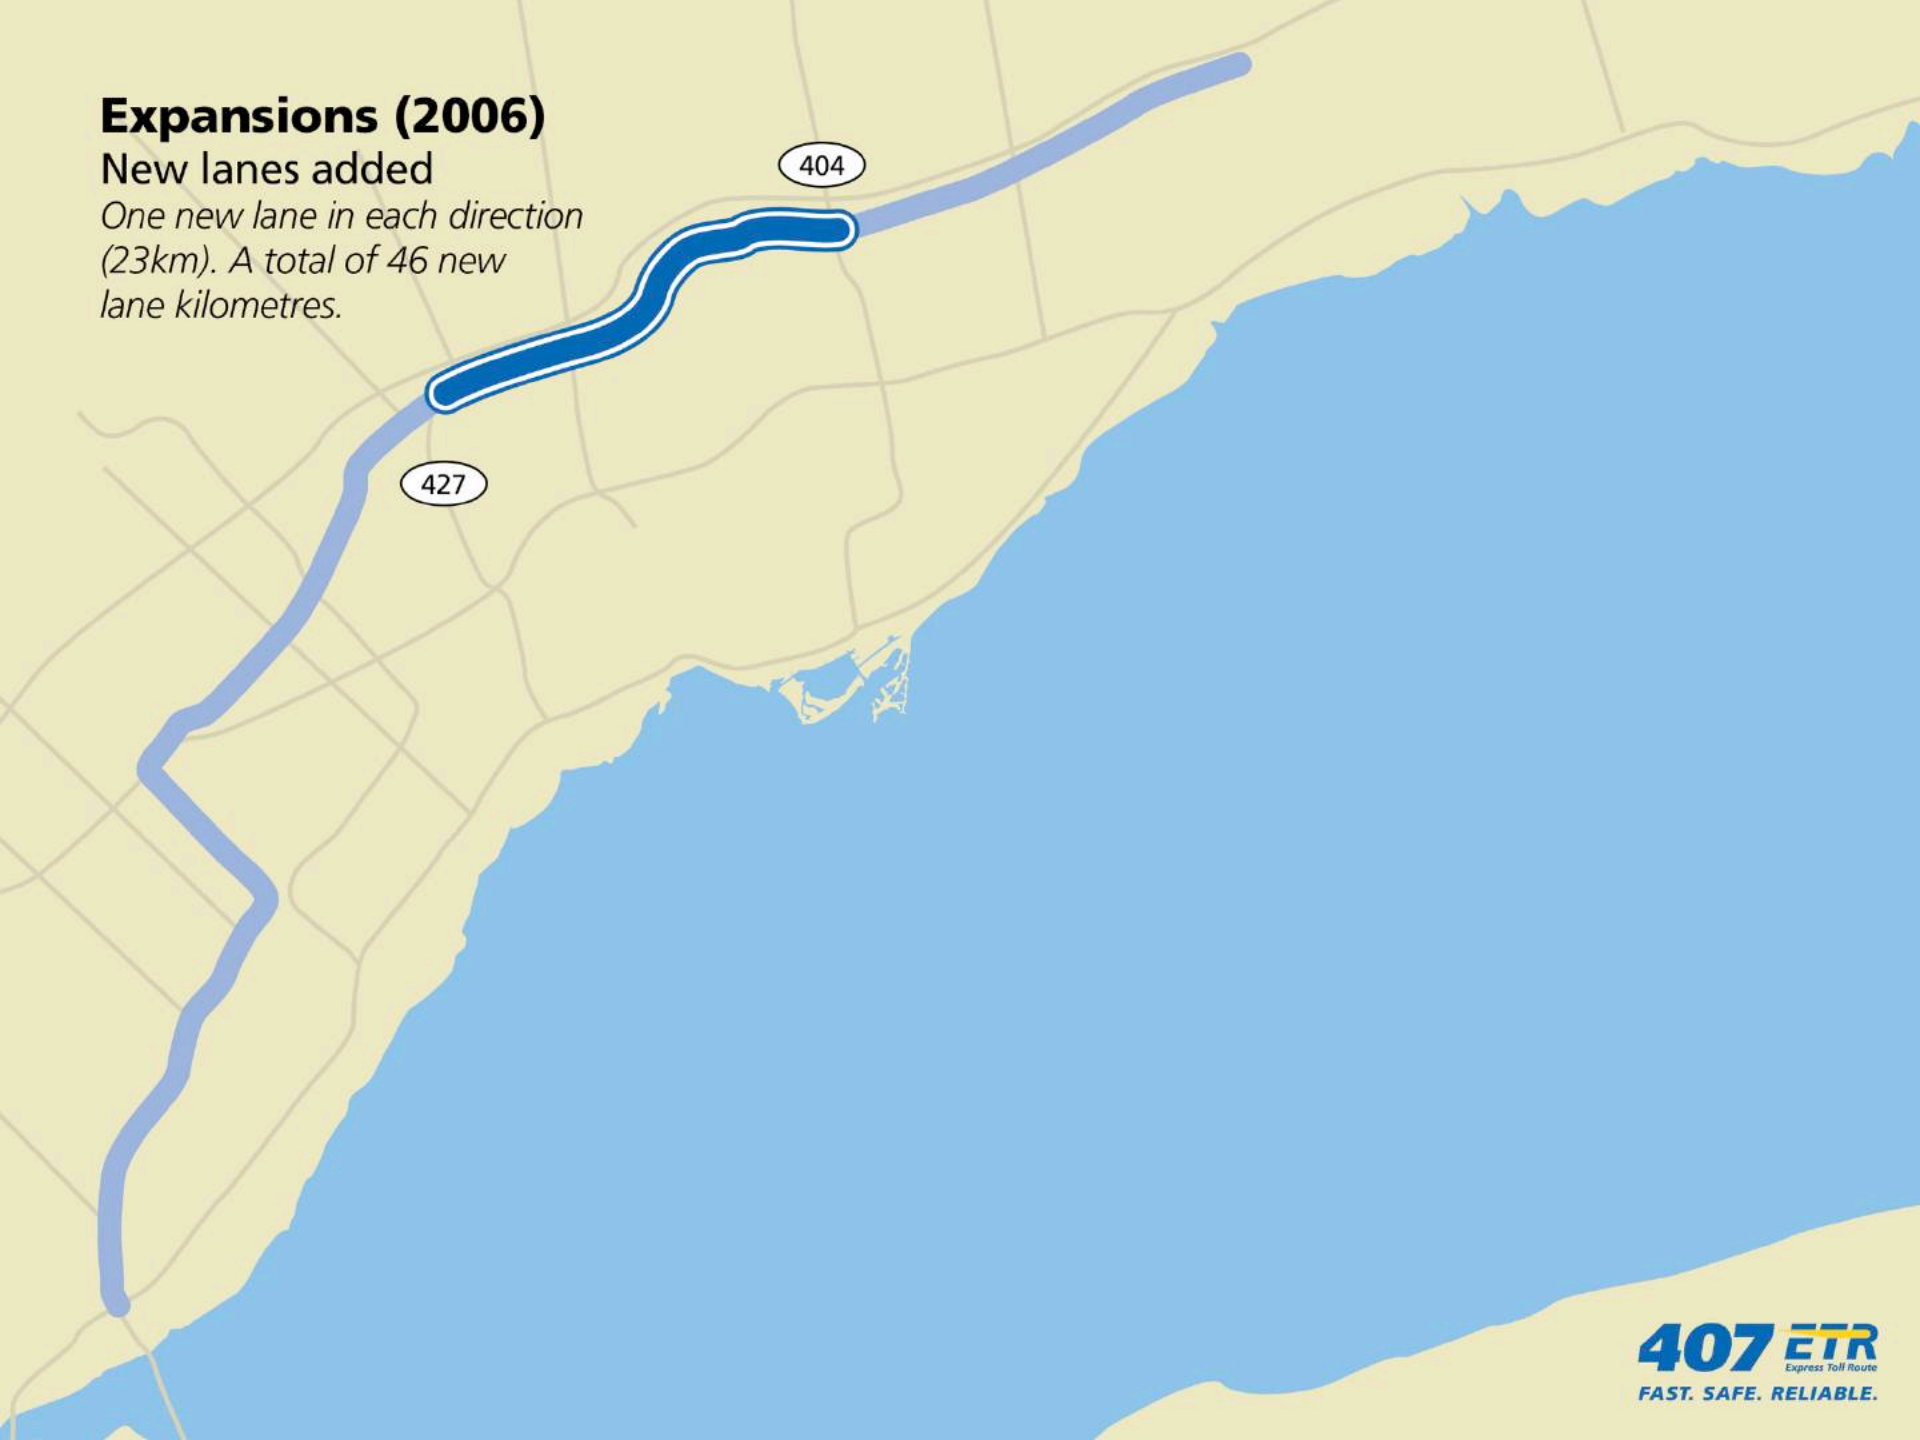 Expansions (2006)
New lanes added
One new lane in each direction
(23km). A total of 46 new
lane kilometres.
404
427
407 ETR
Express Toll Route
FAST. SAFE. RELIABLE.